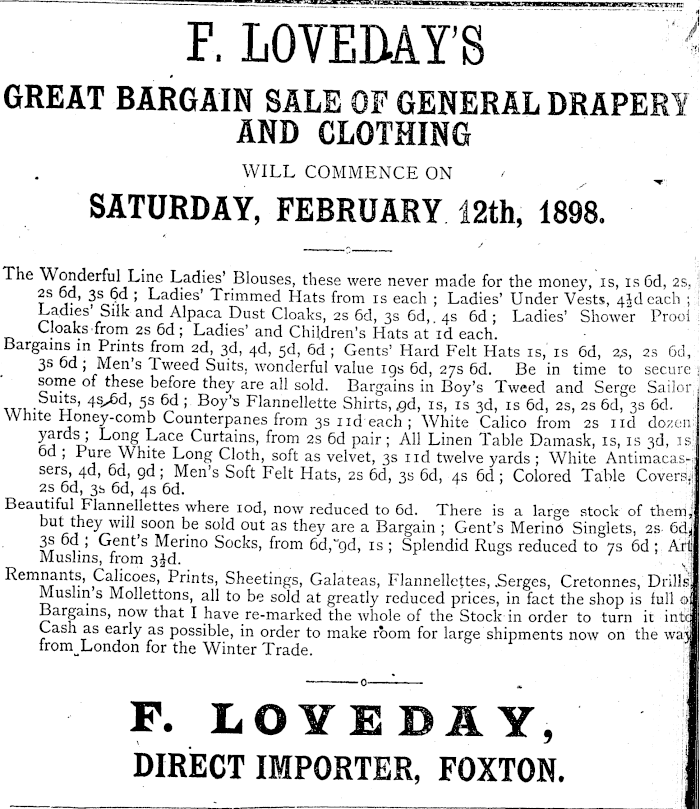 F. LOVEDAY'S
GREAT BARGAIN SALE OF GENERAL DRAPERY
AND CLOTHING
WILL COMMENCE ON
SATURDAY, FEBRUARY 12th, 1898.
The Wonderful Line Ladies' Blouses, these were never made for the money, 1s, 1s 6d, 2s,
2s 6d, 3s 6d ; Ladies' Trimmed Hats from 1s each ; Ladies' Under Vests, 4½d each ;
Ladies' Silk and Alpaca Dust Cloaks, 2s 6d, 3s 6d, 4s 6d ; Ladies' Shower Proof
Cloaks from 2s 6d ; Ladies' and Children's Hats at 1d each.
Bargains in Prints from 2d, 3d, 4d, 5d, 6d ; Gents' Hard Felt Hats 1s, 1s 6d, 2s, 2s 6d,
3s 6d ; Men's Tweed Suits, wonderful value 19s 6d, 27s 6d. Be in time to secure
some of these before they are all sold. Bargains in Boy's Tweed and Serge Sailor
Suits, 4s 6d, 5s 6d ; Boy's Flannellette Shirts, 9d, 1s, 1s 3d, 1s 6d, 2s, 2s 6d, 3s 6d.
White Honey-comb Counterpanes from 3s 11d each ; White Calico from 2s 11d dozen
yards ; Long Lace Curtains, from 2s 6d pair ; All Linen Table Damask, 1s, 1s 3d, 1s
6d ; Pure White Long Cloth, soft as velvet, 3s 11d twelve yards ; White Antimacas-
sers, 4d, 6d, 9d ; Men's Soft Felt Hats, 2s 6d, 3s 6d, 4s 6d ; Colored Table Covers,
2s 6d, 3s 6d, 4s 6d.
Beautiful Flannellettes where 10d, now reduced to 6d. There is a large stock of them,
but they will soon be sold out as they are a Bargain ; Gent's Merino Singlets, 2s 6d,
3s 6d ; Gent's Merino Socks, from 6d, 9d, 1s ; Splendid Rugs reduced to 7s 6d ; Art
Muslins, from 3½d.
Remnants, Calicoes, Prints, Sheetings, Galateas, Flannellettes, Serges, Cretonnes, Drills,
Muslin's Mollettons, all to be sold at greatly reduced prices, in fact the shop is full of
Bargains, now that I have re-marked the whole of the Stock in order to turn it into
Cash as early as possible, in order to make room for large shipments now on the way
from London for the Winter Trade.
F. LOVEDAY,
DIRECT IMPORTER, FOXTON.